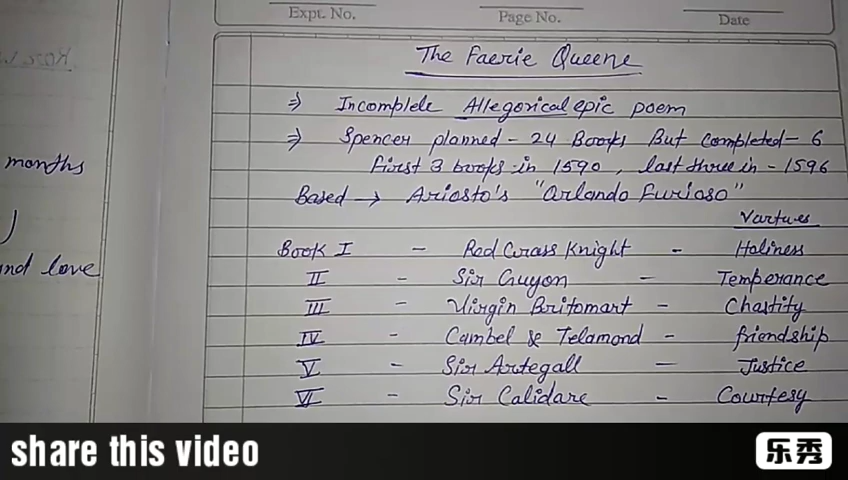 Expt. No.
Page No.
Date
The Faerie Queene
⇒ Incomplete Allegorical epic poem
⇒ Spencer planned - 24 Books But Completed - 6
first 3 books in 1590, last three in - 1596
Based → Ariosto's "Orlando Furioso"
Vartues
Book I - Red Crass Knight - Holiness
II - Sir Guyon - Temperance
III - Virgin Britomart - Chastity
IV - Cambel & Telamond - friendship
V - Sir Artegall - Justice
VI - Sir Calidare - Courtesy
months
)
and love
share this video
乐秀